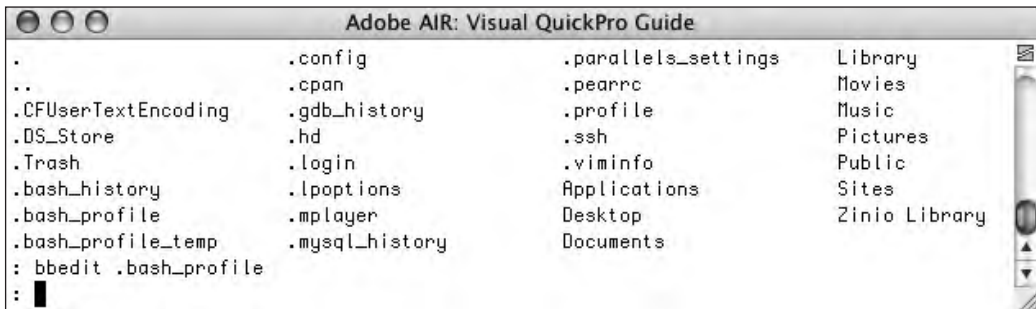 Adobe AIR: Visual QuickPro Guide
. .config .parallels_settings Library
.. .cpan .pearrc Movies
.CFUserTextEncoding .gdb_history .profile Music
.DS_Store .hd .ssh Pictures
.Trash .login .viminfo Public
.bash_history .lpoptions Applications Sites
.bash_profile .mplayer Desktop Zinio Library
.bash_profile_temp .mysql_history Documents
: bbedit .bash_profile
: